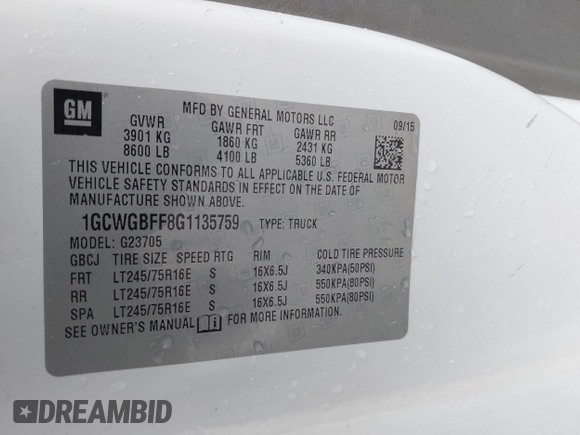 GM
MFD BY GENERAL MOTORS LLC
09/15
GVWR GAWR FRT GAWR RR
3901 KG 1860 KG 2431 KG
8600 LB 4100 LB 5360 LB
THIS VEHICLE CONFORMS TO ALL APPLICABLE U.S. FEDERAL MOTOR
VEHICLE SAFETY STANDARDS IN EFFECT ON THE DATE OF
MANUFACTURE SHOWN ABOVE.
1GCWGBFF8G1135759 TYPE: TRUCK
MODEL: G23705
GBCJ TIRE SIZE SPEED RTG RIM COLD TIRE PRESSURE
FRT LT245/75R16E S 16X6.5J 340KPA(50PSI)
RR LT245/75R16E S 16X6.5J 550KPA(80PSI)
SPA LT245/75R16E S 16X6.5J 550KPA(80PSI)
SEE OWNER'S MANUAL FOR MORE INFORMATION.
DREAMBID